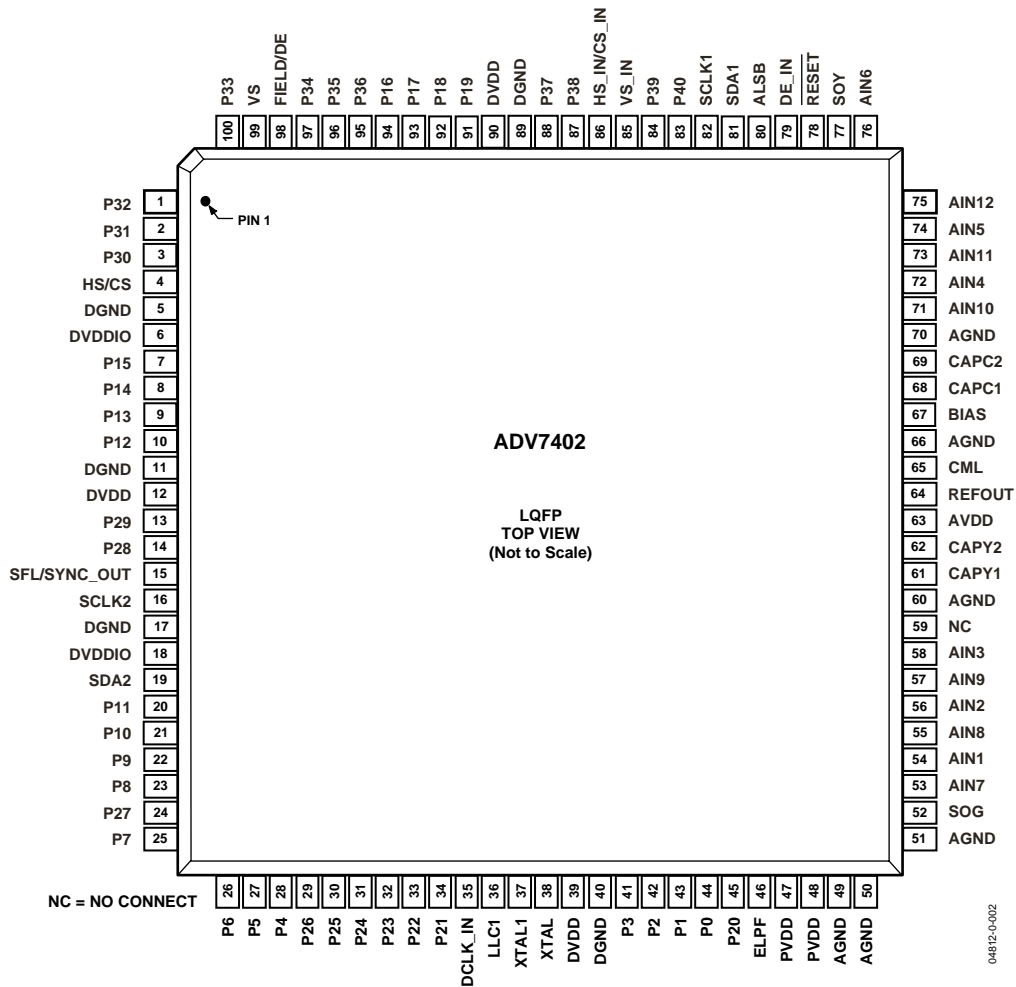 P33
VS
FIELD/DE
P34
P35
P36
P16
P17
P18
P19
DVDD
DGND
P37
P38
HS_IN/CS_IN
VS_IN
P39
P40
SCLK1
SDA1
ALSB
DE_IN
RESET
SOY
AIN6
100
99
98
97
96
95
94
93
92
91
90
89
88
87
86
85
84
83
82
81
80
79
78
77
76
PIN 1
P32 1
P31 2
P30 3
HS/CS 4
DGND 5
DVDDIO 6
P15 7
P14 8
P13 9
P12 10
DGND 11
DVDD 12
P29 13
P28 14
SFL/SYNC_OUT 15
SCLK2 16
DGND 17
DVDDIO 18
SDA2 19
P11 20
P10 21
P9 22
P8 23
P27 24
P7 25
ADV7402
LQFP
TOP VIEW
(Not to Scale)
75 AIN12
74 AIN5
73 AIN11
72 AIN4
71 AIN10
70 AGND
69 CAPC2
68 CAPC1
67 BIAS
66 AGND
65 CML
64 REFOUT
63 AVDD
62 CAPY2
61 CAPY1
60 AGND
59 NC
58 AIN3
57 AIN9
56 AIN2
55 AIN8
54 AIN1
53 AIN7
52 SOG
51 AGND
NC = NO CONNECT
26
27
28
29
30
31
32
33
34
35
36
37
38
39
40
41
42
43
44
45
46
47
48
49
50
P6
P5
P4
P26
P25
P24
P23
P22
P21
DCLK_IN
LLC1
XTAL1
XTAL
DVDD
DGND
P3
P2
P1
P0
P20
ELPF
PVDD
PVDD
AGND
AGND
04812-0-002